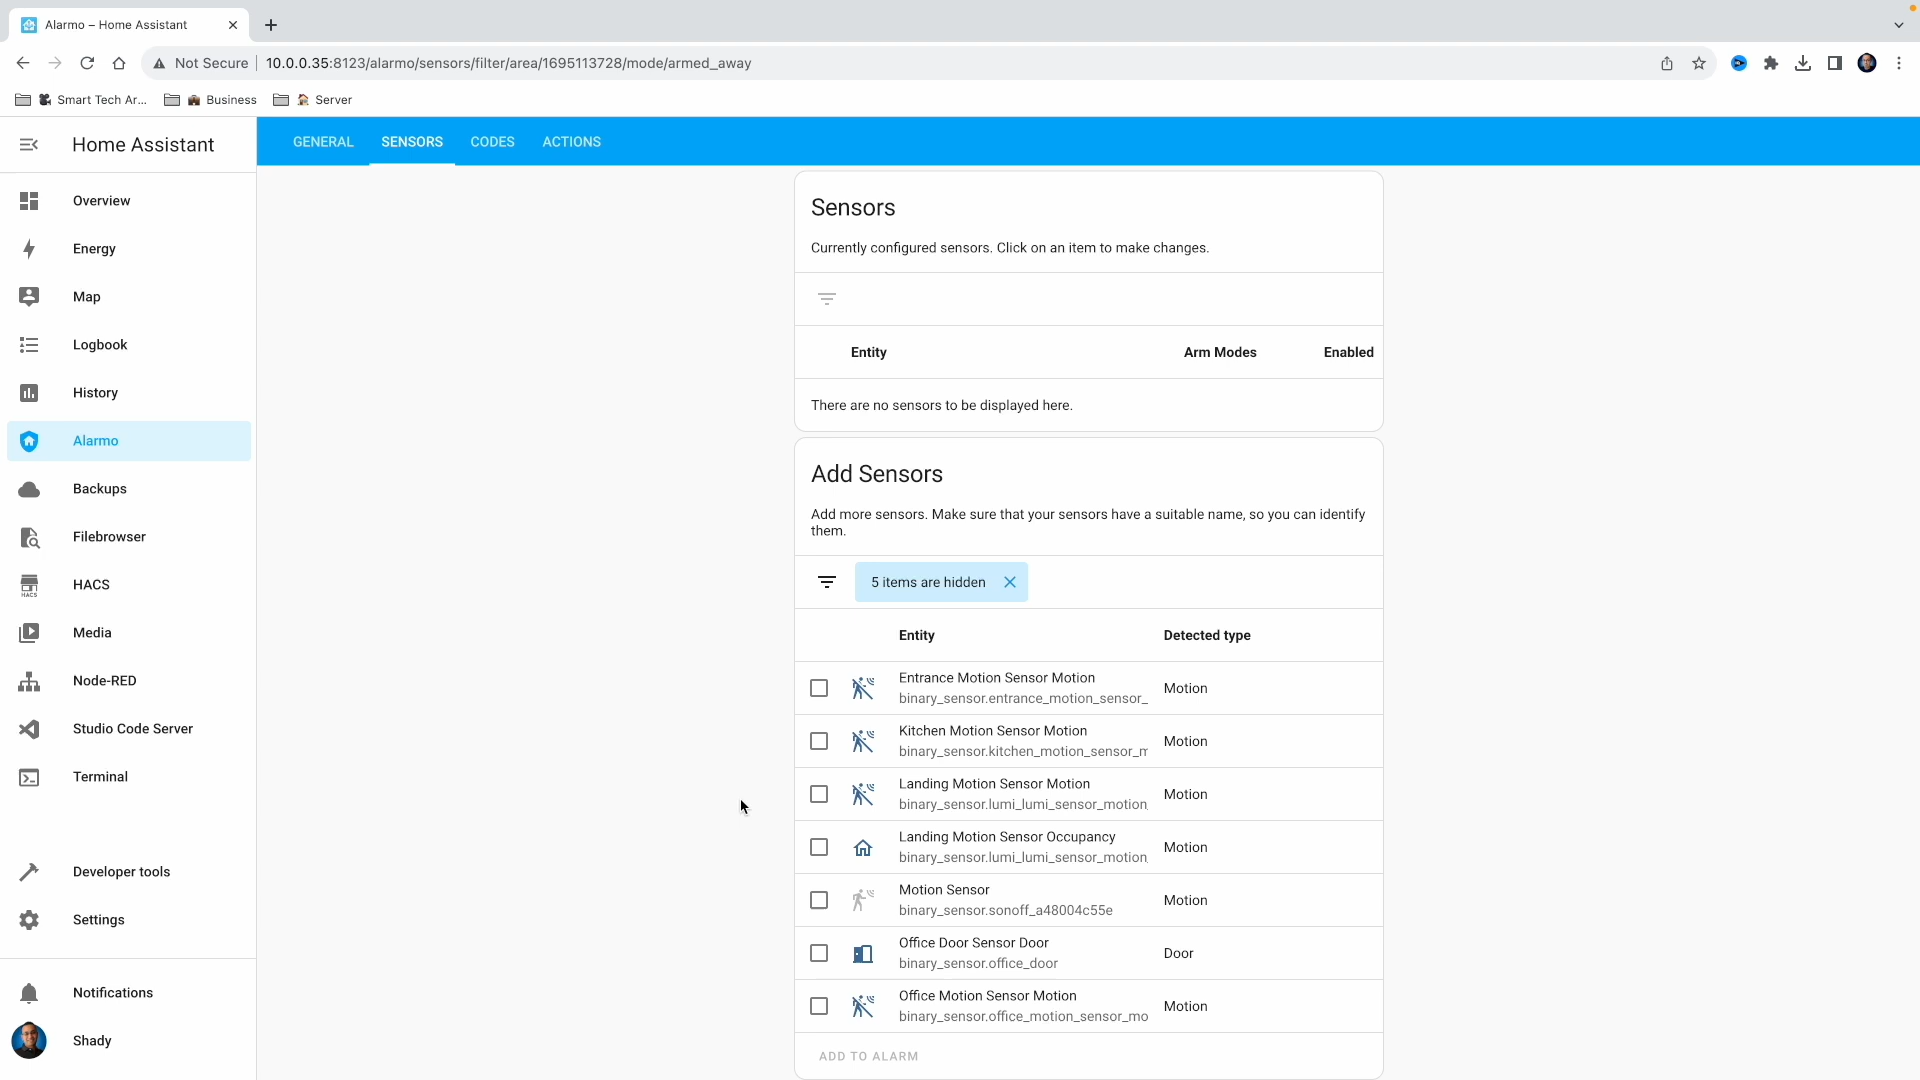 Alarmo – Home Assistant
Not Secure
10.0.0.35:8123/alarmo/sensors/filter/area/1695113728/mode/armed_away
Smart Tech Ar...
Business
Server
Home Assistant
GENERAL
SENSORS
CODES
ACTIONS
Overview
Energy
Map
Logbook
History
Alarmo
Backups
Filebrowser
HACS
HACS
Media
Node-RED
Studio Code Server
Terminal
Developer tools
Settings
Notifications
Shady
Sensors
Currently configured sensors. Click on an item to make changes.
Entity Arm Modes Enabled
There are no sensors to be displayed here.
Add Sensors
Add more sensors. Make sure that your sensors have a suitable name, so you can identify
them.
5 items are hidden
Entity Detected type
Entrance Motion Sensor Motion
binary_sensor.entrance_motion_sensor_
Motion
Kitchen Motion Sensor Motion
binary_sensor.kitchen_motion_sensor_m
Motion
Landing Motion Sensor Motion
binary_sensor.lumi_lumi_sensor_motion_
Motion
Landing Motion Sensor Occupancy
binary_sensor.lumi_lumi_sensor_motion_
Motion
Motion Sensor
binary_sensor.sonoff_a48004c55e
Motion
Office Door Sensor Door
binary_sensor.office_door
Door
Office Motion Sensor Motion
binary_sensor.office_motion_sensor_mo
Motion
ADD TO ALARM